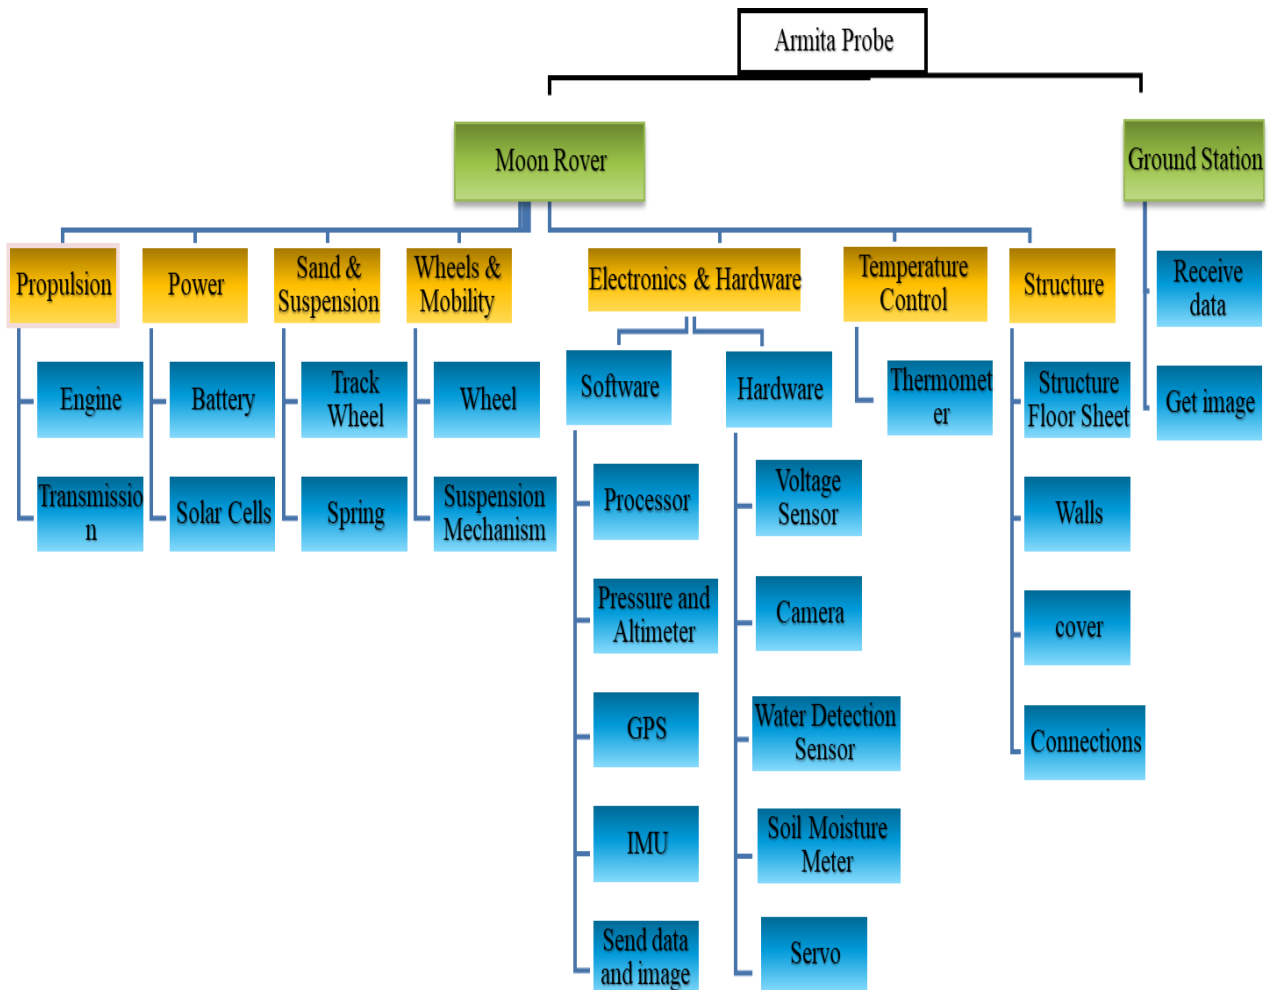 Armita Probe
Moon Rover
Ground Station
Propulsion
Power
Sand &
Suspension
Wheels &
Mobility
Electronics & Hardware
Temperature
Control
Structure
Receive
data
Engine
Battery
Track
Wheel
Wheel
Software
Hardware
Thermomet
er
Structure
Floor Sheet
Get image
Transmissio
n
Solar Cells
Spring
Suspension
Mechanism
Processor
Voltage
Sensor
Walls
Pressure and
Altimeter
Camera
cover
GPS
Water Detection
Sensor
Connections
IMU
Soil Moisture
Meter
Send data
and image
Servo